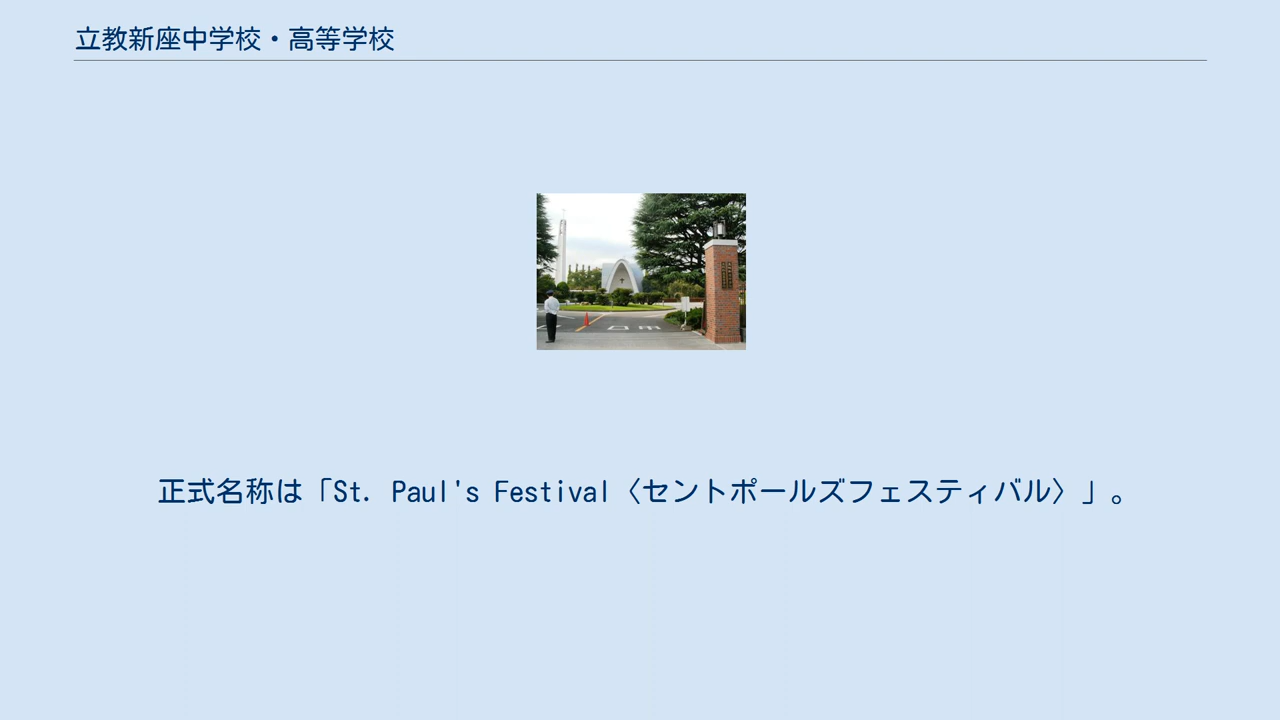 立教新座中学校・高等学校
正式名称は「St. Paul's Festival〈セントポールズフェスティバル〉」。